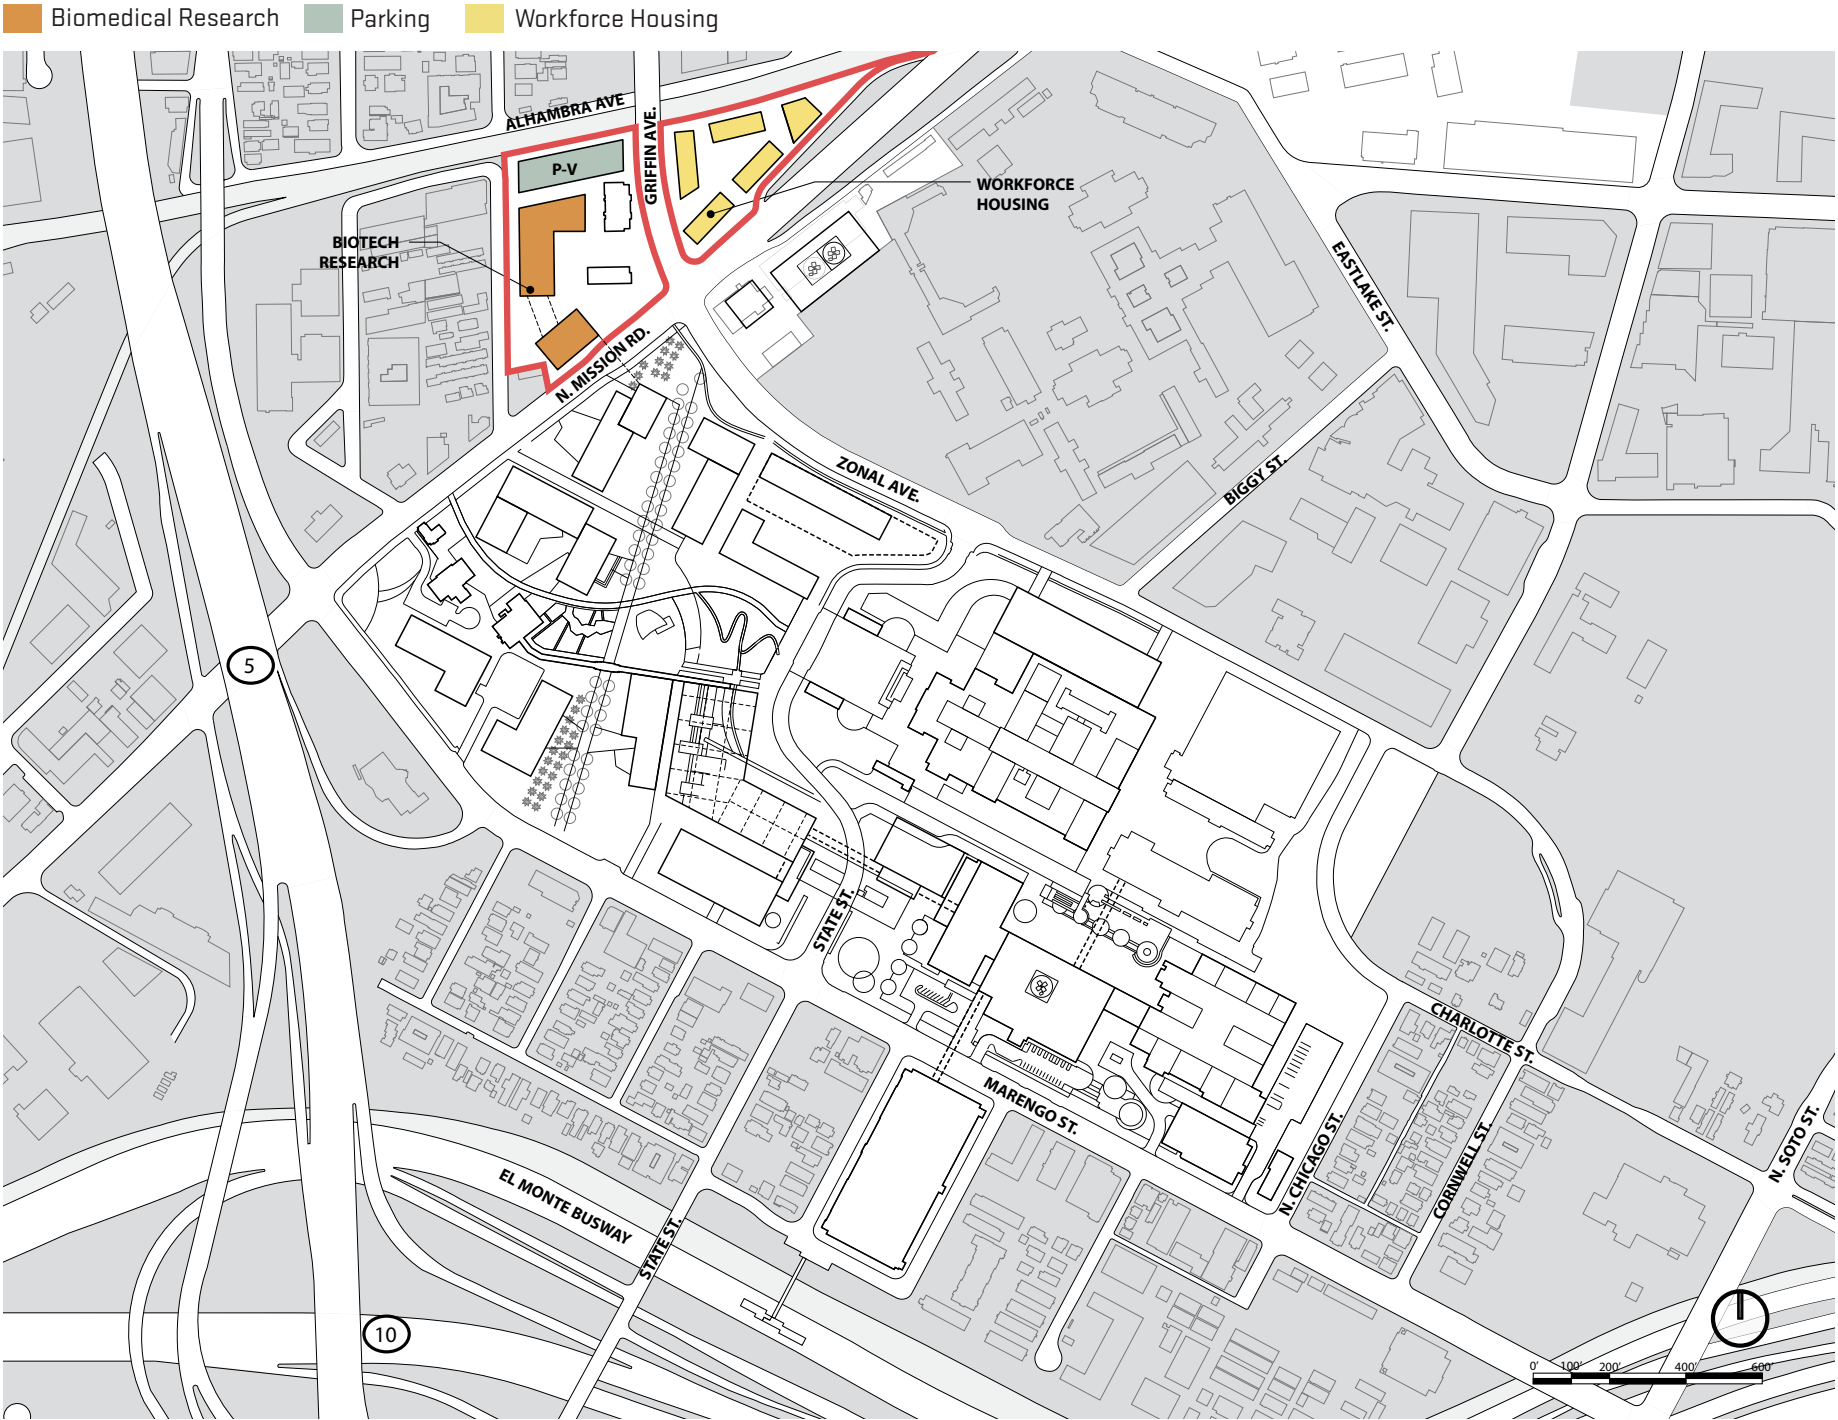 Biomedical Research
Parking
Workforce Housing
ALHAMBRA AVE
GRIFFIN AVE.
P-V
WORKFORCE
HOUSING
BIOTECH
RESEARCH
N. MISSION RD.
EASTLAKE ST.
ZONAL AVE.
BIGGY ST.
5
STATE ST.
CHARLOTTE ST.
MARENGO ST.
N. CHICAGO ST.
CORNWELL ST.
N. SOTO ST.
EL MONTE BUSWAY
STATE ST.
10
0' 100' 200' 400' 600'